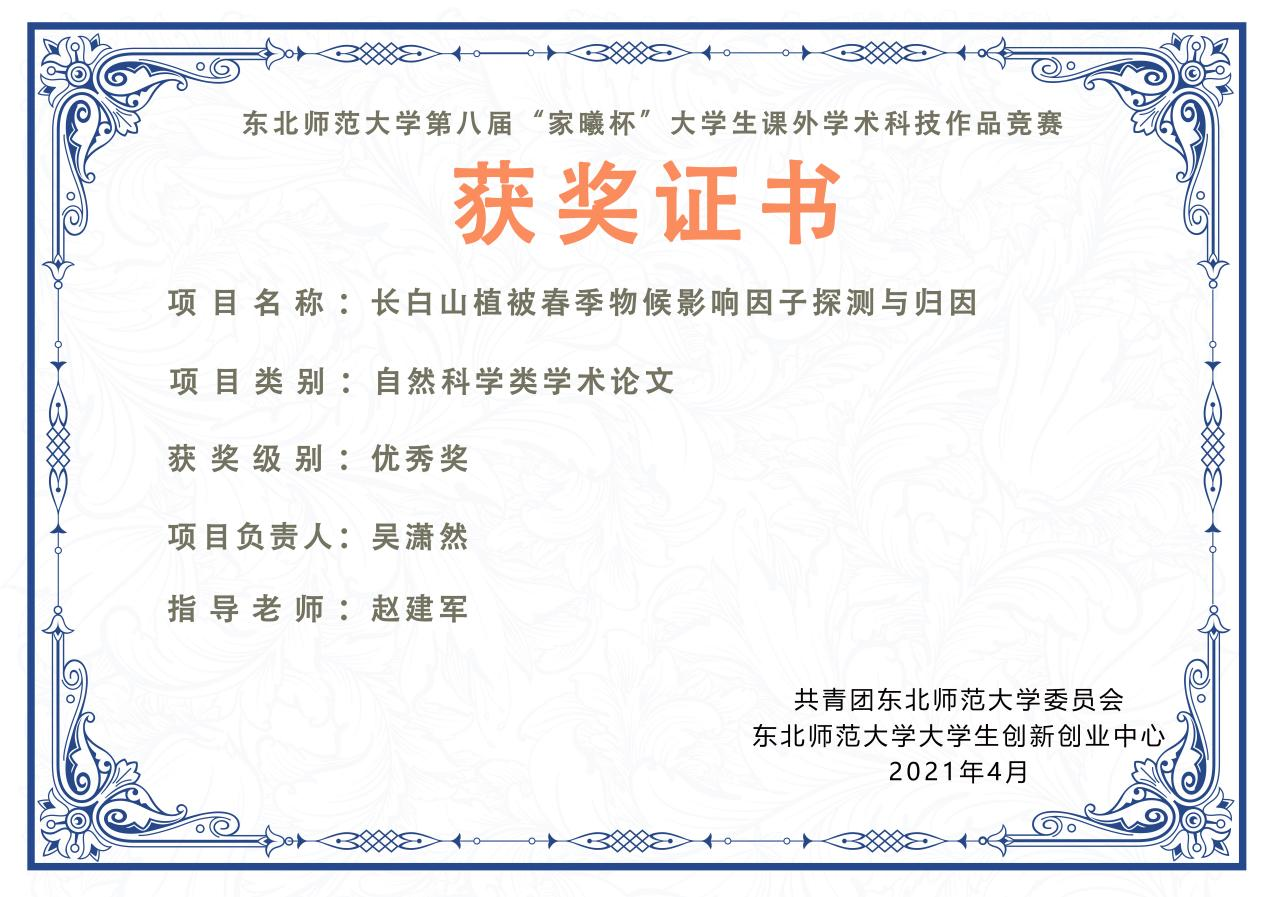 东北师范大学第八届“家曦杯”大学生课外学术科技作品竞赛
获奖证书
项目名称：长白山植被春季物候影响因子探测与归因
项目类别：自然科学类学术论文
获奖级别：优秀奖
项目负责人：吴潇然
指导老师：赵建军
共青团东北师范大学委员会
东北师范大学大学生创新创业中心
2021年4月